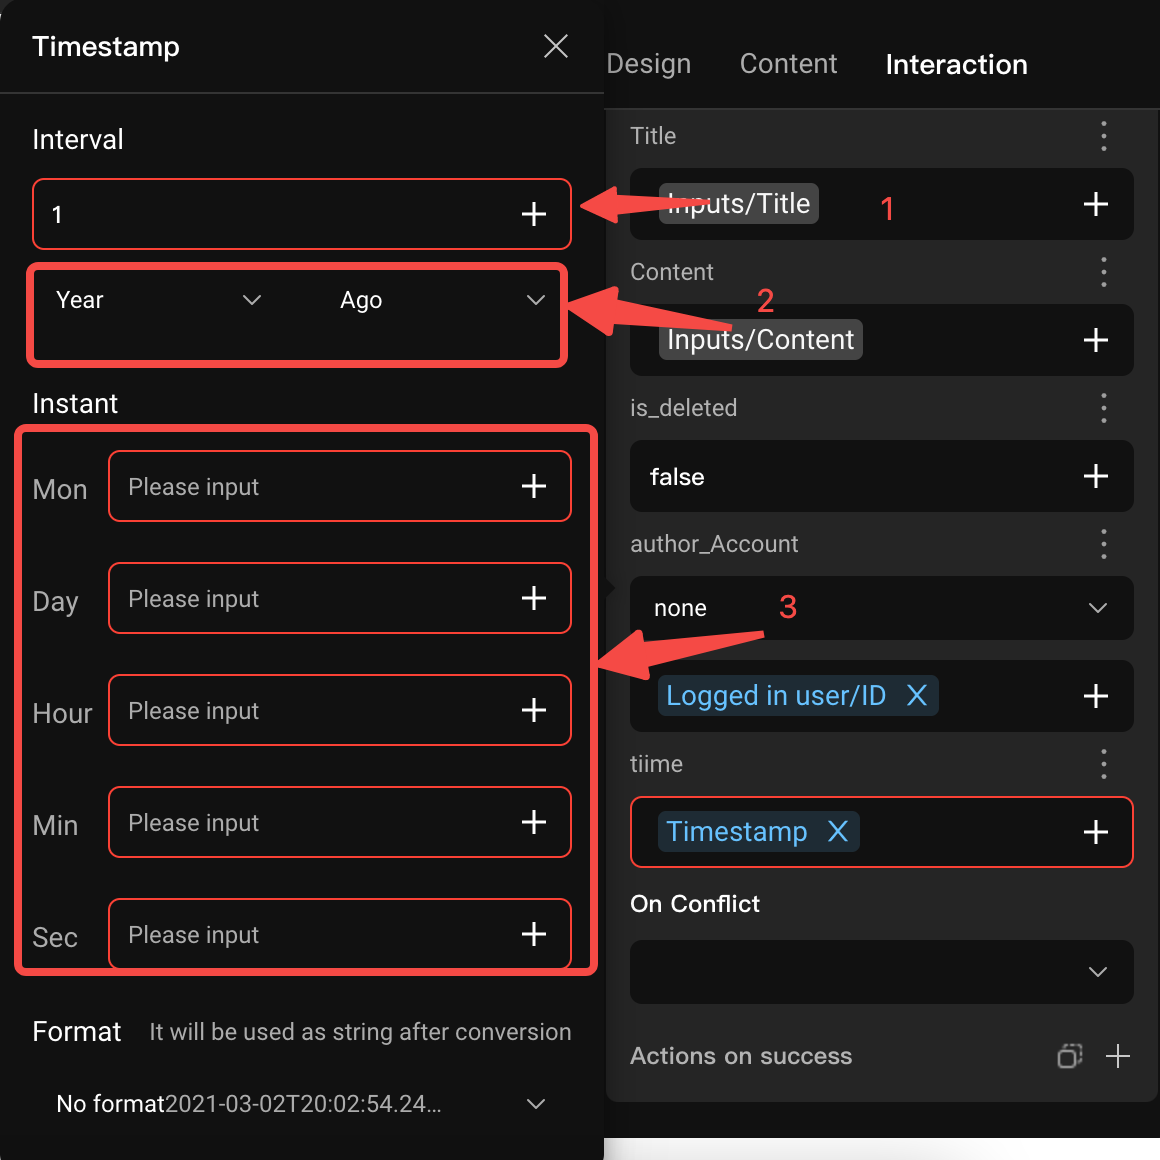 Timestamp
Interval
1
Year
Ago
Instant
Mon
Please input
Day
Please input
Hour
Please input
Min
Please input
Sec
Please input
Format
It will be used as string after conversion
No format2021-03-02T20:02:54.24...
Design
Content
Interaction
Title
Inputs/Title
1
Content
2
Inputs/Content
is_deleted
false
author_Account
none
3
Logged in user/ID X
tiime
Timestamp X
On Conflict
Actions on success